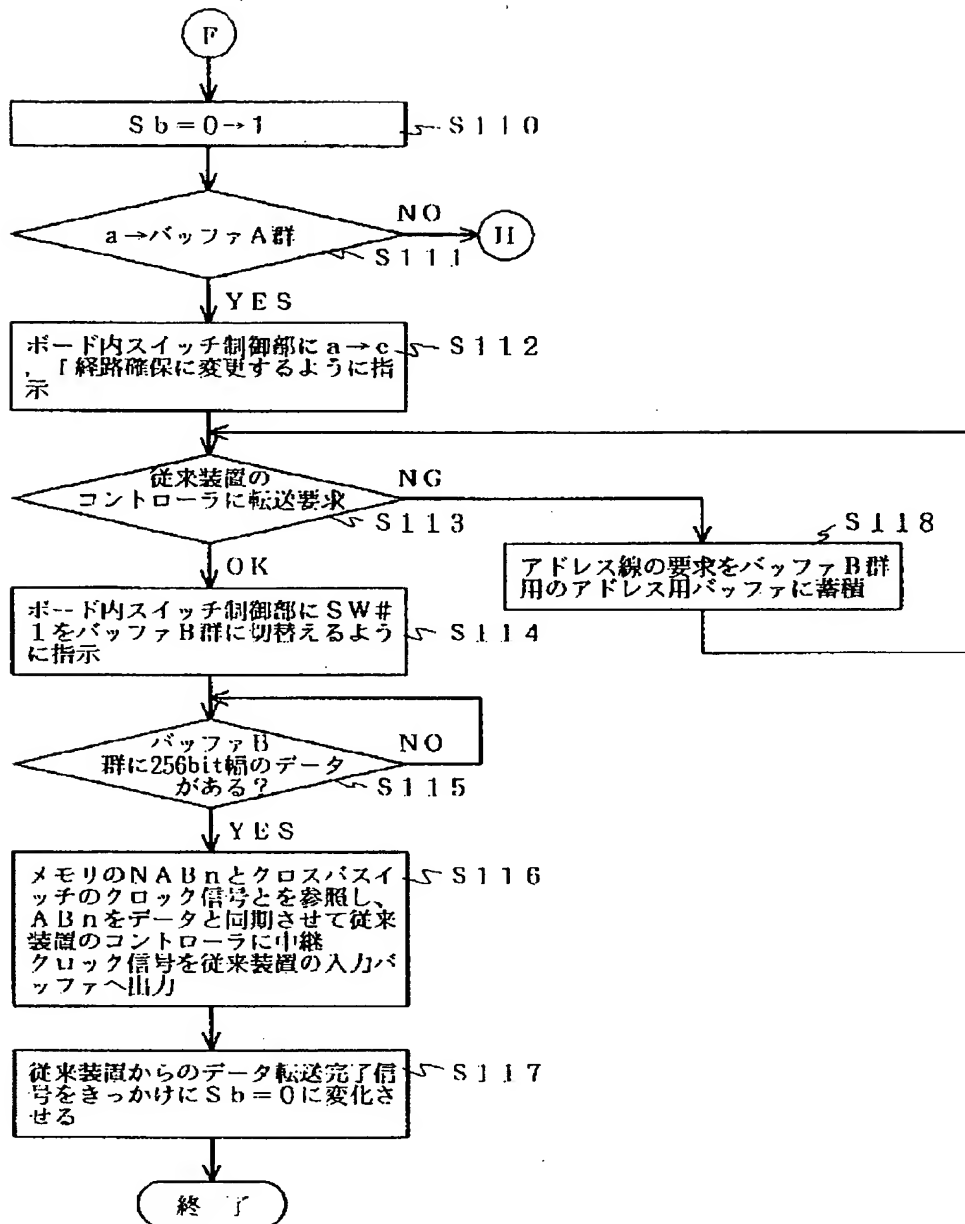 F
Sb=0→1
S110
a→バッファA群
NO
H
S111
YES
ボード内スイッチ制御部にa→c
, f経路確保に変更するように指
示
S112
従来装置の
コントローラに転送要求
NG
S113
S118
アドレス線の要求をバッファB群
用のアドレス用バッファに蓄積
OK
ボード内スイッチ制御部にSW#
1をバッファB群に切替えるよう
に指示
S114
バッファB
群に256bit幅のデータ
がある?
NO
S115
YES
メモリのNABnとクロスバスイ
ッチのクロック信号とを参照し、
ABnをデータと同期させて従来
装置のコントローラに中継
クロック信号を従来装置の入力バ
ッファへ出力
S116
従来装置からのデータ転送完了信
号をきっかけにSb=0に変化さ
せる
S117
終了